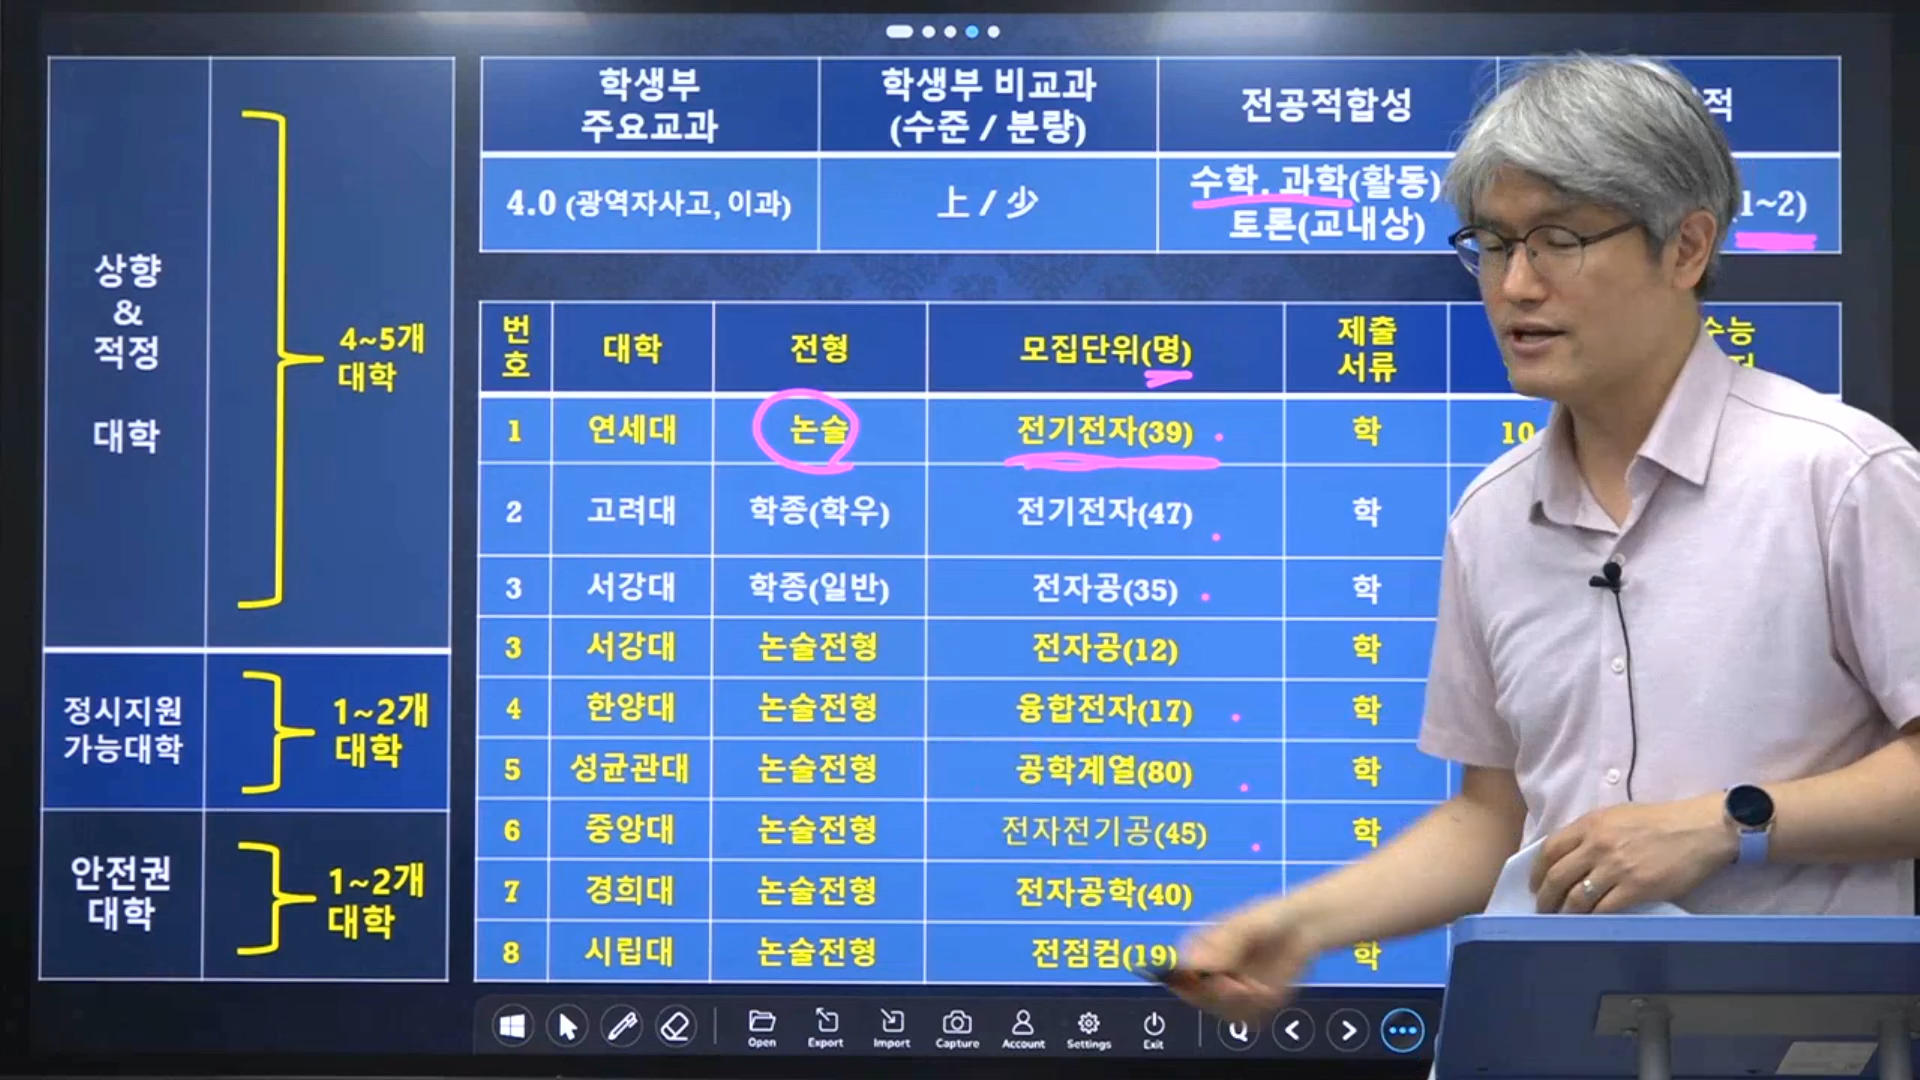 상향
&
적정
대학
4~5개
대학
정시지원
가능대학
1~2개
대학
안전권
대학
1~2개
대학
학생부
주요교과
학생부 비교과
(수준 / 분량)
전공적합성
적
4.0 (광역자사고, 이과)
上 / 少
수학, 과학(활동)
토론(교내상)
(1~2)
번
호
대학
전형
모집단위(명)
제출
서류
수능
1
연세대
논술
전기전자(39)
학
10
2
고려대
학종(학우)
전기전자(47)
학
3
서강대
학종(일반)
전자공(35)
학
3
서강대
논술전형
전자공(12)
학
4
한양대
논술전형
융합전자(17)
학
5
성균관대
논술전형
공학계열(80)
학
6
중앙대
논술전형
전자전기공(45)
학
7
경희대
논술전형
전자공학(40)
8
시립대
논술전형
전점컴(19)
학
Open
Export
Import
Capture
Account
Settings
Exit